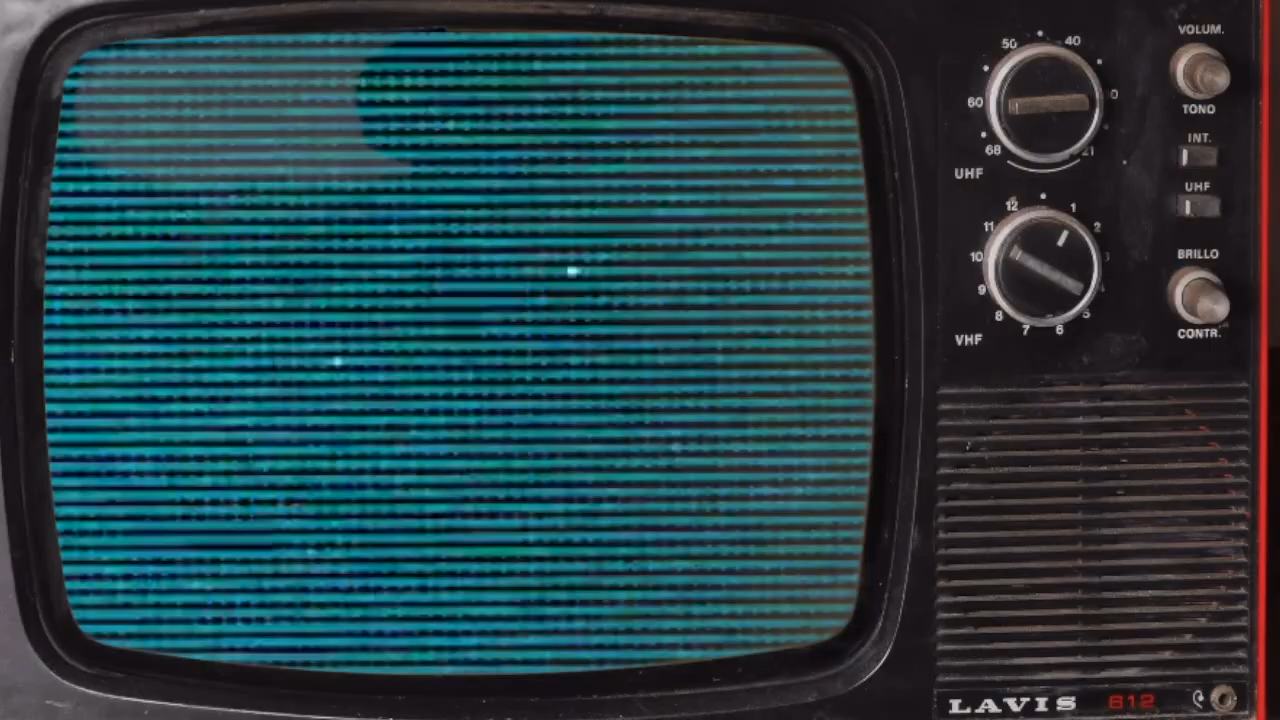 50 40
60 0
68 21
UHF
12 1
11 2
10
9
8 5
7 6
VHF
VOLUM.
TONO
INT.
UHF
BRILLO
CONTR.
LAVIS 612